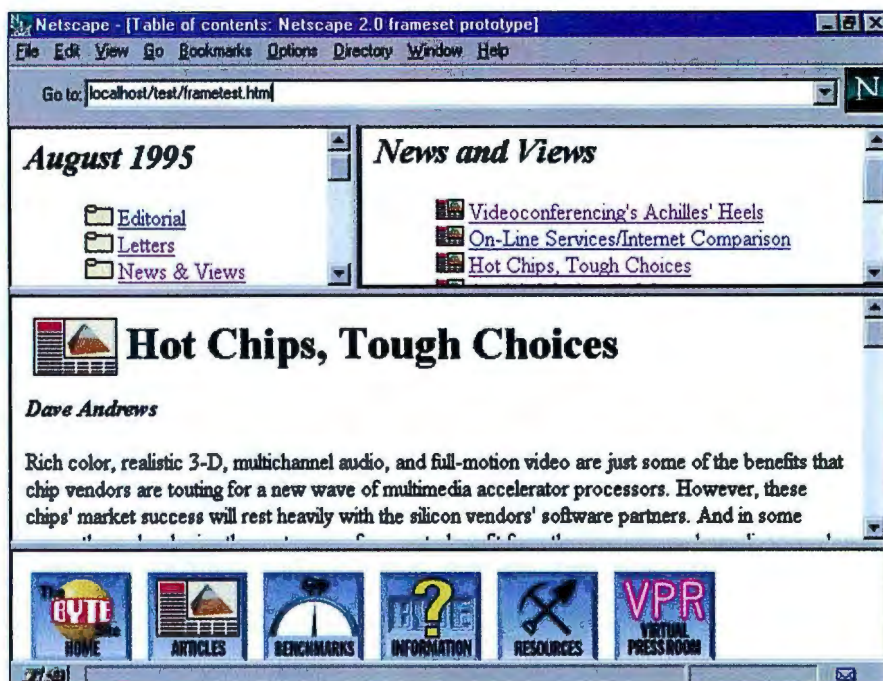 Netscape - [Table of contents: Netscape 2.0 frameset prototype]
File Edit View Go Bookmarks Options Directory Window Help
Go to: localhost/test/frametest.htm
N
August 1995
Editorial
Letters
News & Views
News and Views
Videoconferencing's Achilles' Heels
On-Line Services/Internet Comparison
Hot Chips, Tough Choices
Hot Chips, Tough Choices
Dave Andrews
Rich color, realistic 3-D, multichannel audio, and full-motion video are just some of the benefits that
chip vendors are touting for a new wave of multimedia accelerator processors. However, these
chips' market success will rest heavily with the silicon vendors' software partners. And in some
The BYTE Site HOME
ARTICLES
BENCHMARKS
BYTE INFORMATION
RESOURCES
VPR VIRTUAL PRESS ROOM